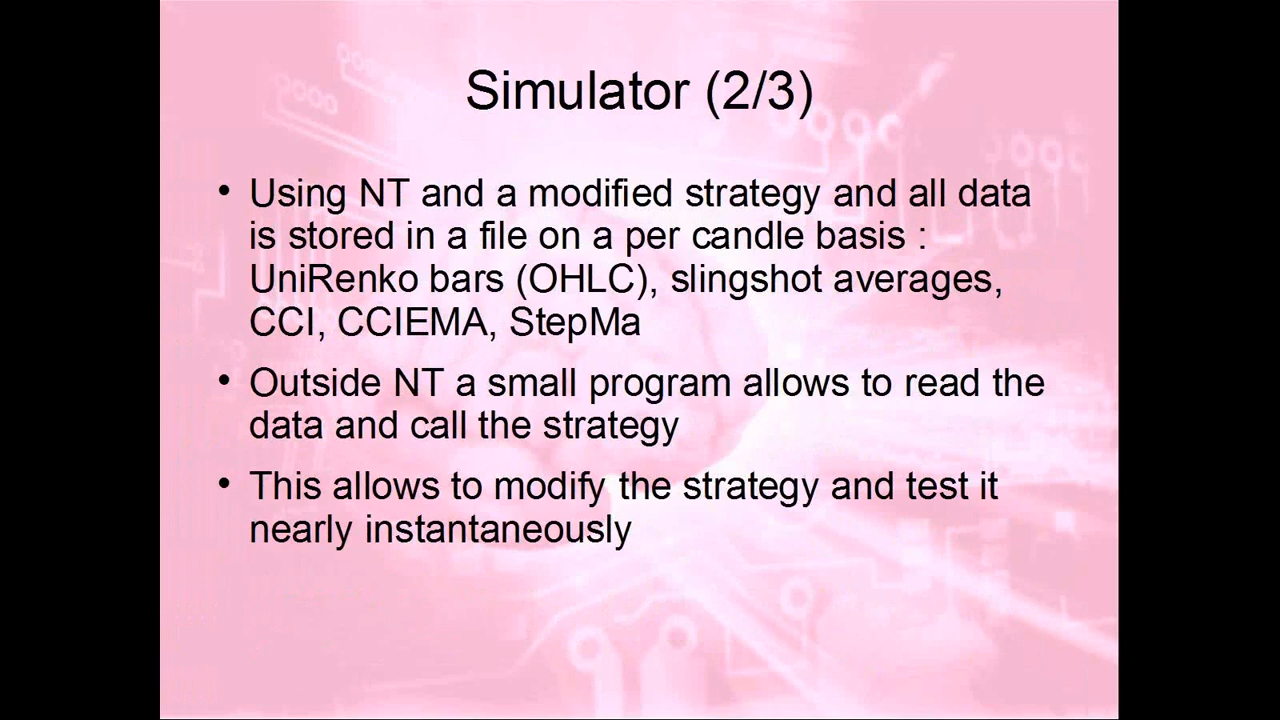 Simulator (2/3)
• Using NT and a modified strategy and all data
is stored in a file on a per candle basis :
UniRenko bars (OHLC), slingshot averages,
CCI, CCIEMA, StepMa
• Outside NT a small program allows to read the
data and call the strategy
• This allows to modify the strategy and test it
nearly instantaneously